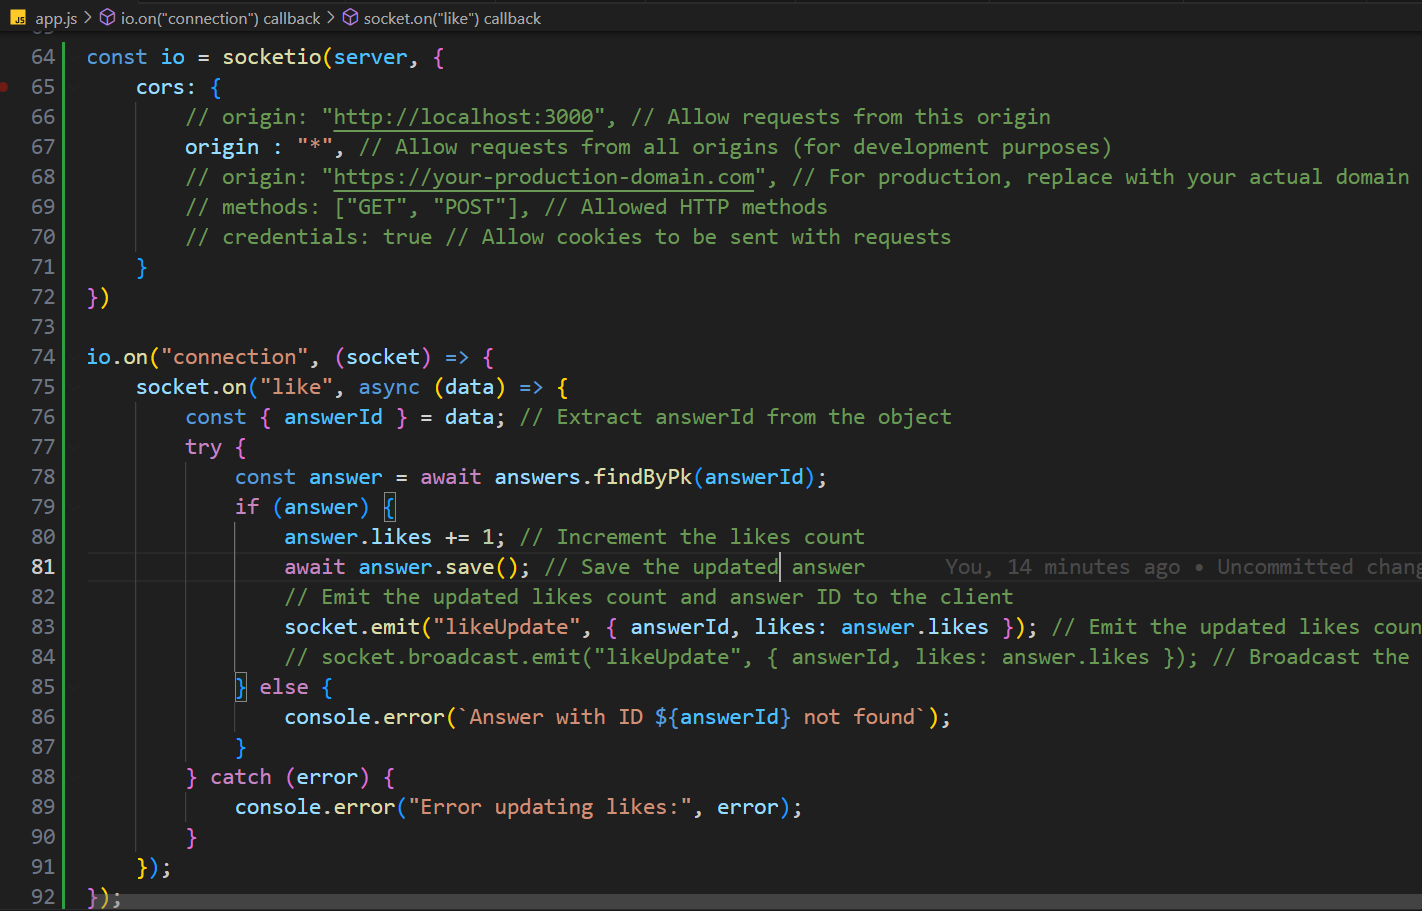 JS app.js > io.on("connection") callback > socket.on("like") callback
64 const io = socketio(server, {
65 cors: {
66 // origin: "http://localhost:3000", // Allow requests from this origin
67 origin : "*", // Allow requests from all origins (for development purposes)
68 // origin: "https://your-production-domain.com", // For production, replace with your actual domain
69 // methods: ["GET", "POST"], // Allowed HTTP methods
70 // credentials: true // Allow cookies to be sent with requests
71 }
72 })
73
74 io.on("connection", (socket) => {
75 socket.on("like", async (data) => {
76 const { answerId } = data; // Extract answerId from the object
77 try {
78 const answer = await answers.findByPk(answerId);
79 if (answer) {
80 answer.likes += 1; // Increment the likes count
81 await answer.save(); // Save the updated answer You, 14 minutes ago • Uncommitted chang
82 // Emit the updated likes count and answer ID to the client
83 socket.emit("likeUpdate", { answerId, likes: answer.likes }); // Emit the updated likes coun
84 // socket.broadcast.emit("likeUpdate", { answerId, likes: answer.likes }); // Broadcast the
85 } else {
86 console.error(`Answer with ID ${answerId} not found`);
87 }
88 } catch (error) {
89 console.error("Error updating likes:", error);
90 }
91 });
92 });